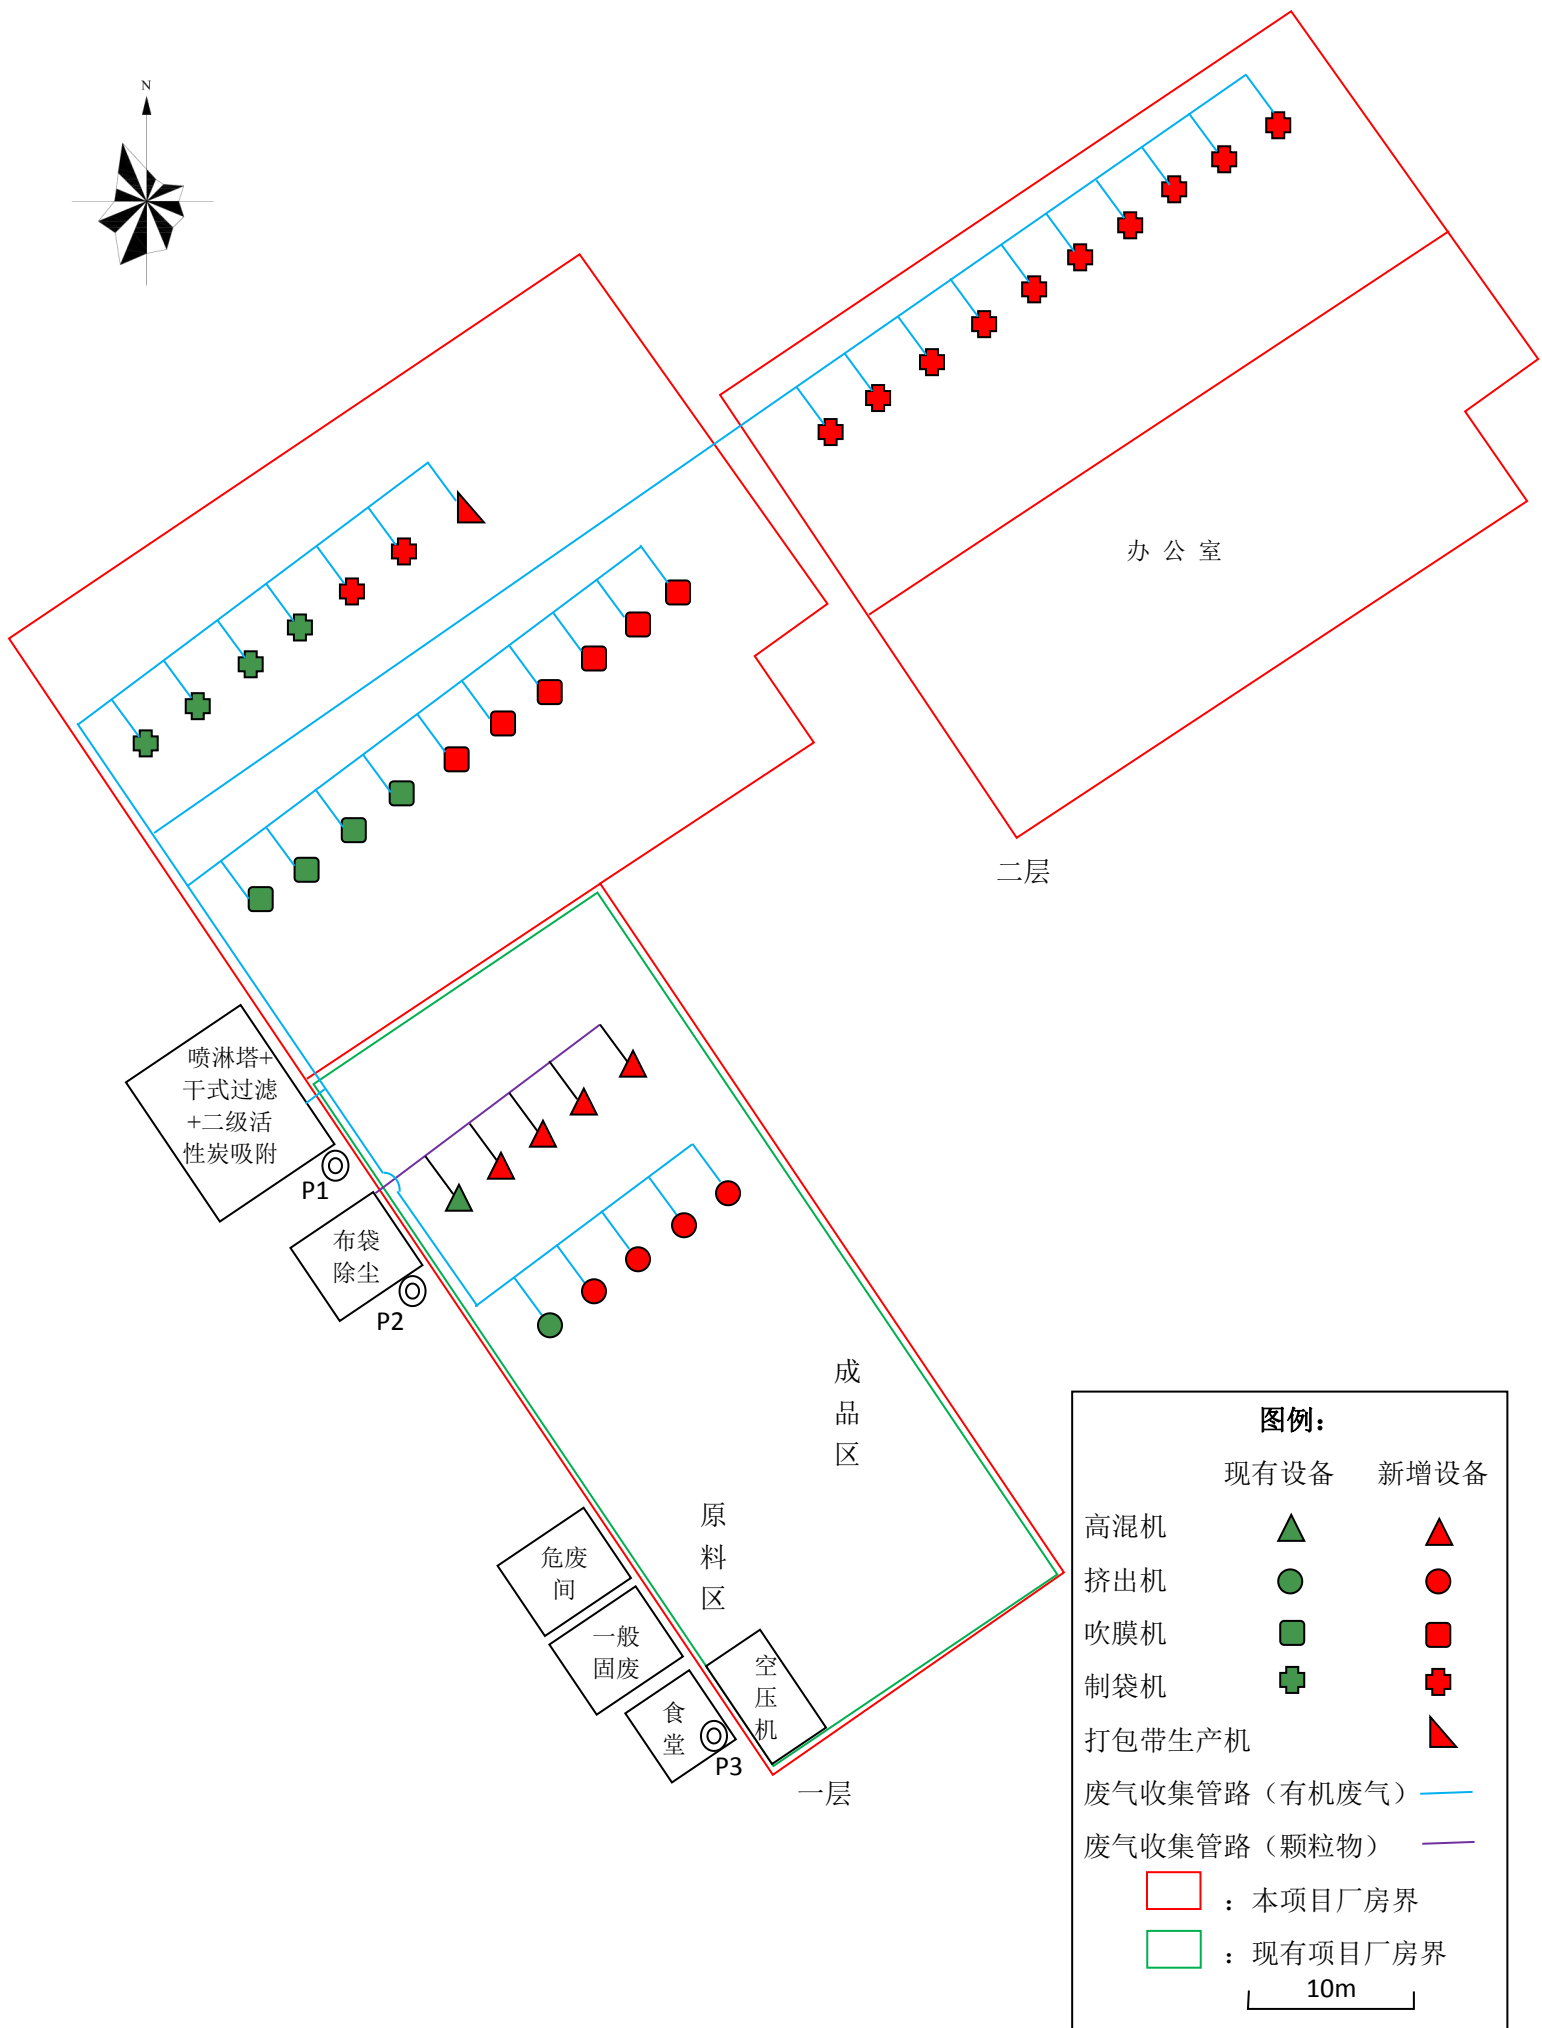 N
办公室
二层
喷淋塔+
干式过滤
+二级活
性炭吸附
P1
布袋
除尘
P2
成
品
区
原
料
区
危废
间
一般
固废
食
堂
P3
空
压
机
一层
图例：
现有设备 新增设备
高混机
挤出机
吹膜机
制袋机
打包带生产机
废气收集管路（有机废气）
废气收集管路（颗粒物）
：本项目厂房界
：现有项目厂房界
10m